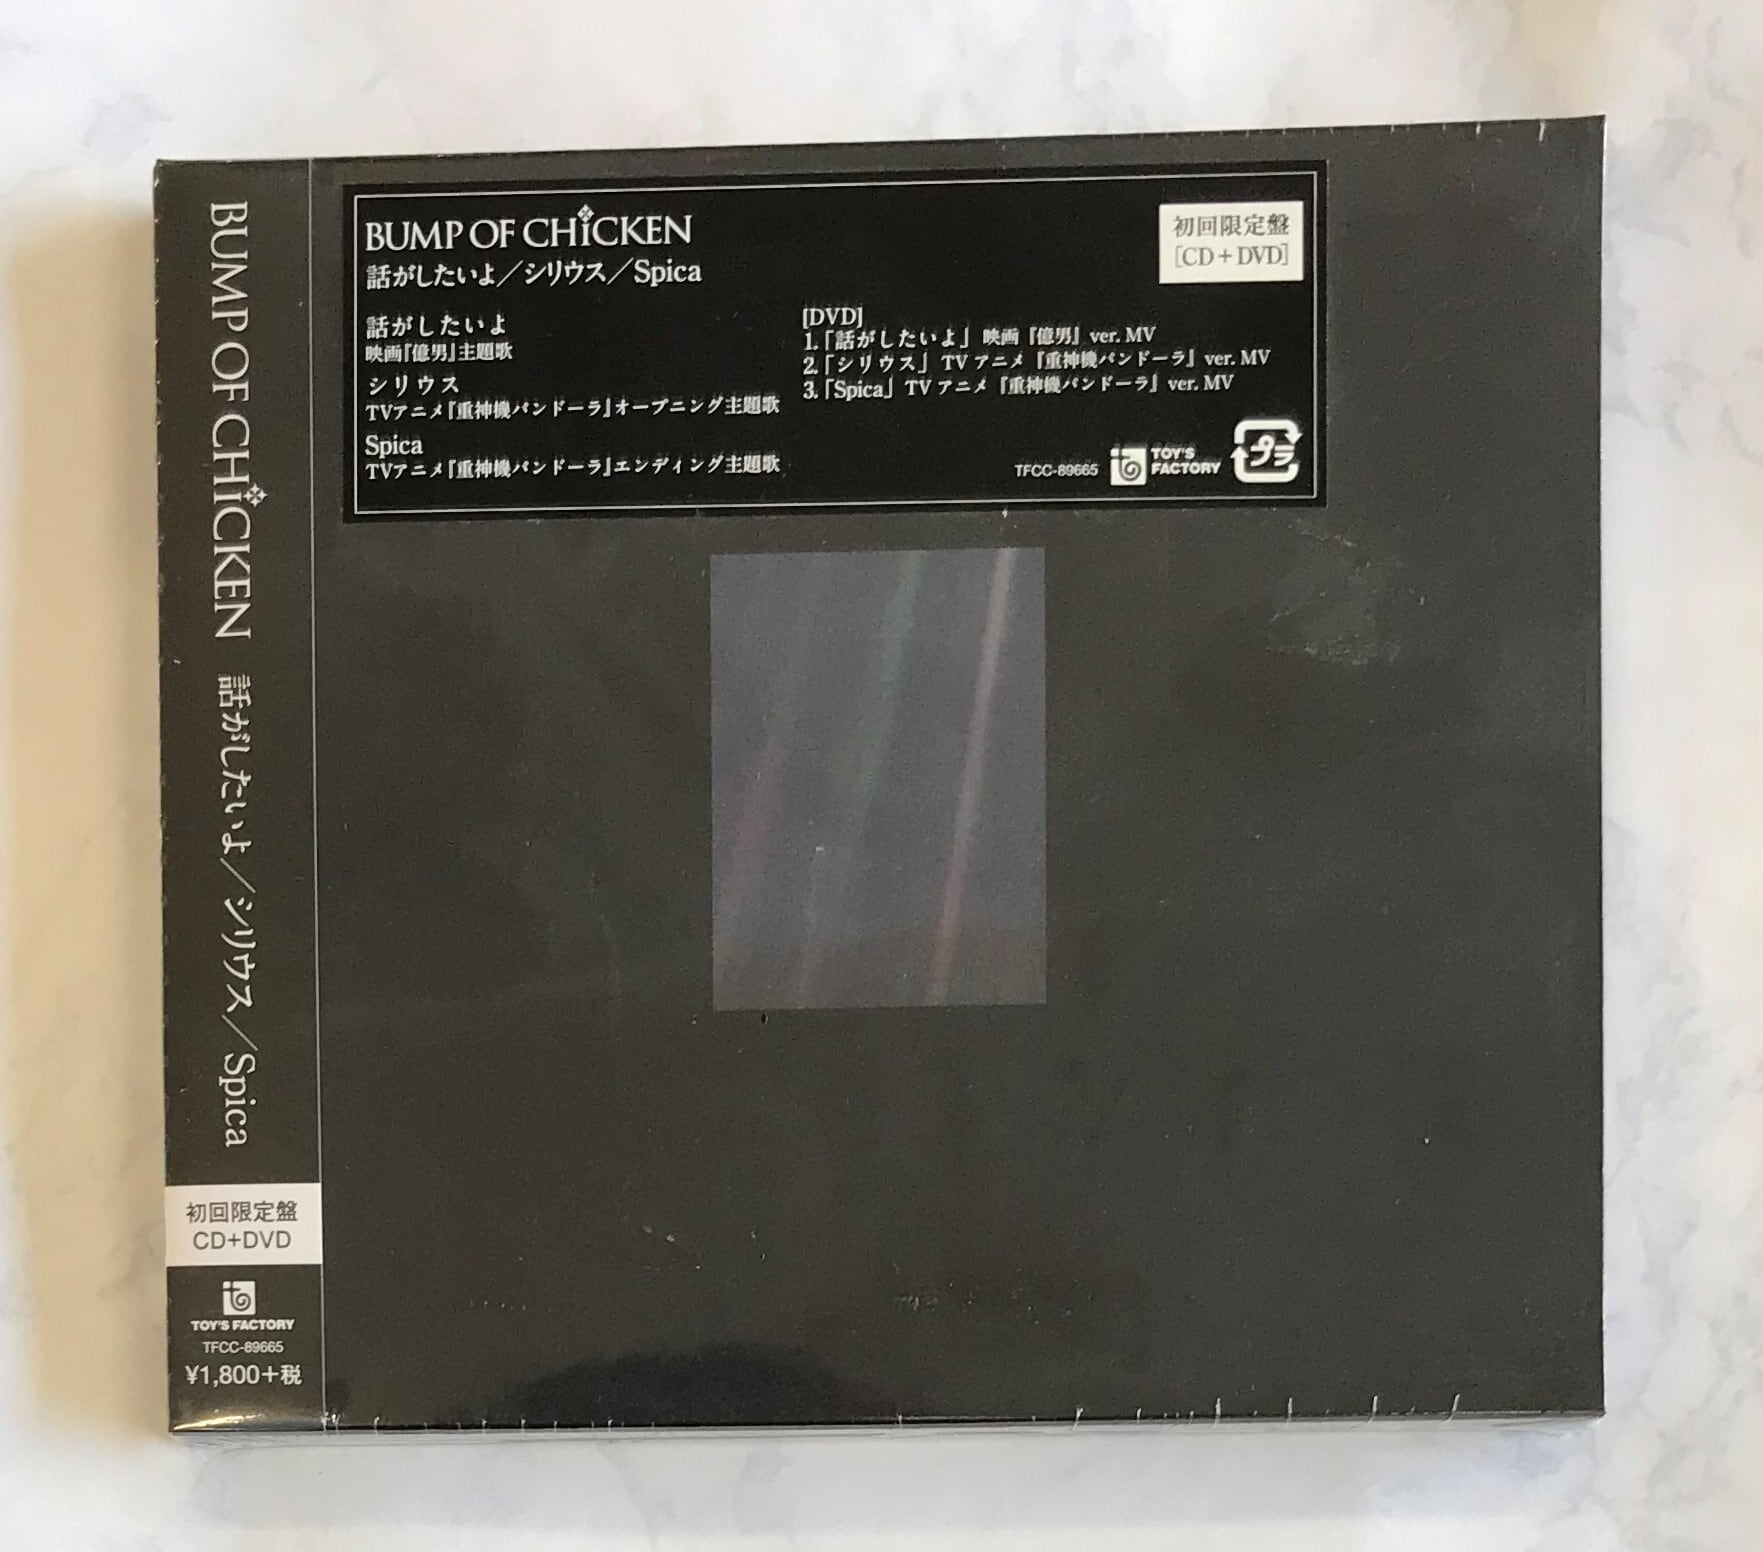 BUMP OF CHiCKEN 話がしたいよ／シリウス／Spica
初回限定盤
CD+DVD
TOY'S FACTORY
TFCC-89665
¥1,800+税
BUMP OF CHiCKEN
話がしたいよ／シリウス／Spica
初回限定盤
[CD+DVD]
話がしたいよ
映画『億男』主題歌
シリウス
TVアニメ『重神機パンドーラ』オープニング主題歌
Spica
TVアニメ『重神機パンドーラ』エンディング主題歌
[DVD]
1.「話がしたいよ」 映画『億男』 ver. MV
2.「シリウス」 TVアニメ『重神機パンドーラ』 ver. MV
3.「Spica」 TVアニメ『重神機パンドーラ』 ver. MV
TFCC-89665
TOY'S
FACTORY
プラ